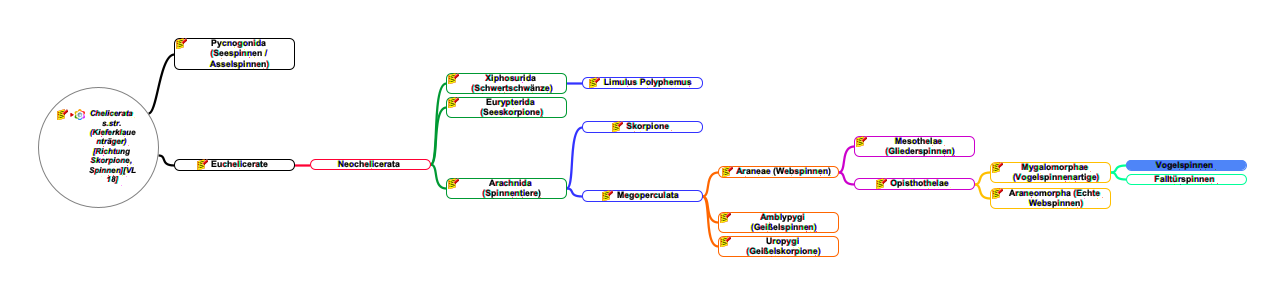 Chelicerata
s.str.
(Kieferklaue
nträger)
[Richtung
Skorpione,
Spinnen][VL
18]
Pycnogonida
(Seespinnen /
Asselspinnen)
Euchelicerate
Neochelicerata
Xiphosurida
(Schwertschwänze)
Limulus Polyphemus
Eurypterida
(Seeskorpione)
Arachnida
(Spinnentiere)
Skorpione
Megoperculata
Araneae (Webspinnen)
Mesothelae
(Gliederspinnen)
Opisthothelae
Mygalomorphae
(Vogelspinnenartige)
Vogelspinnen
Falltürspinnen
Araneomorpha (Echte
Webspinnen)
Amblypygi
(Geißelspinnen)
Uropygi
(Geißelskorpione)